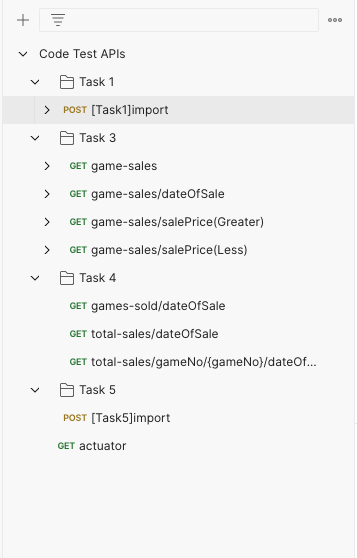 Code Test APIs
Task 1
POST [Task1]import
Task 3
GET game-sales
GET game-sales/dateOfSale
GET game-sales/salePrice(Greater)
GET game-sales/salePrice(Less)
Task 4
GET games-sold/dateOfSale
GET total-sales/dateOfSale
GET total-sales/gameNo/{gameNo}/dateOf...
Task 5
POST [Task5]import
GET actuator